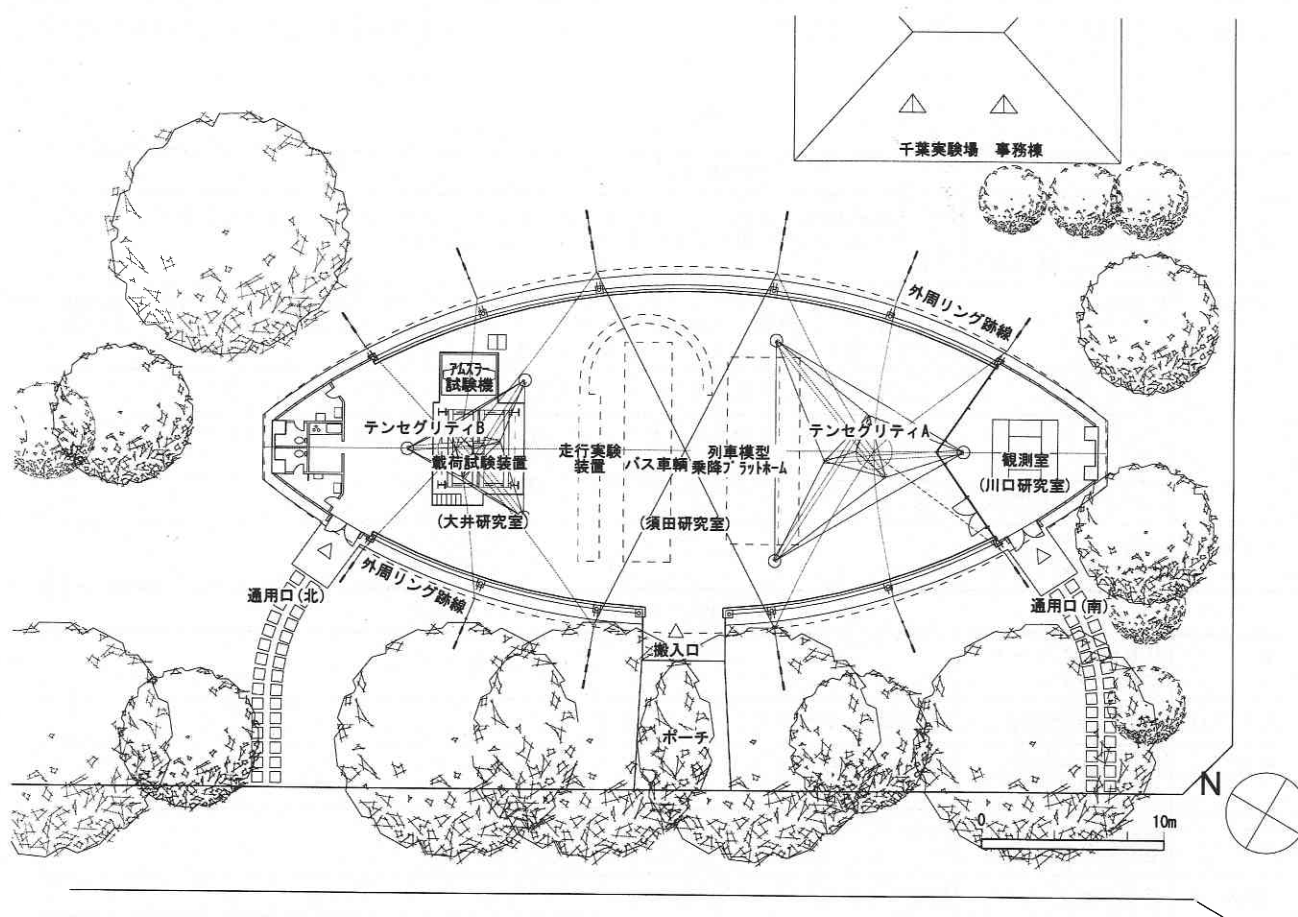 千葉実験場 事務棟
外周リング跡線
アムスラー
試験機
テンセグリティB
載荷試験装置
(大井研究室)
走行実験
装置
バス車輌
(須田研究室)
列車模型
乗降プラットホーム
テンセグリティA
観測室
(川口研究室)
外周リング跡線
通用口(北)
通用口(南)
搬入口
ポーチ
N
0
10m